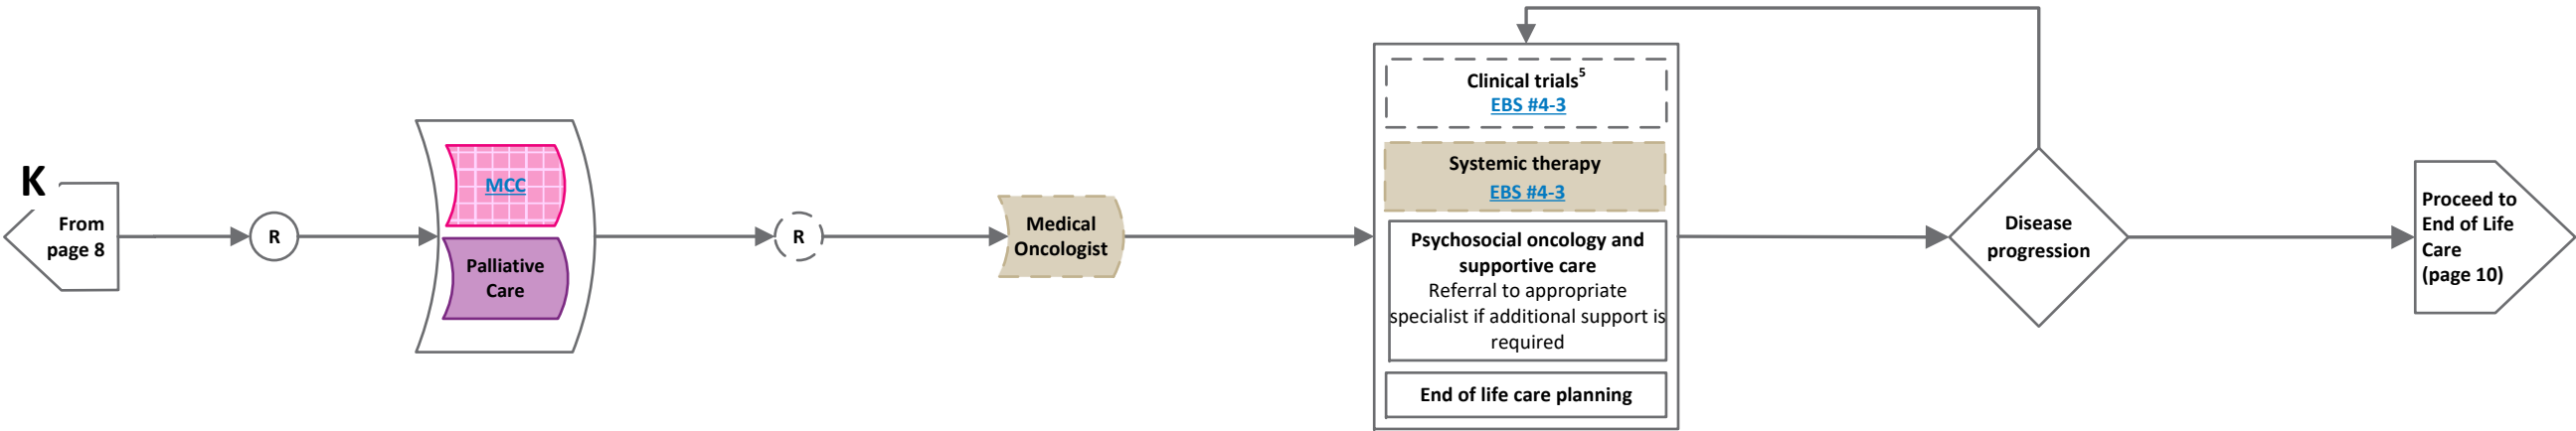 K
From
page 8
R
MCC
Palliative
Care
R
Medical
Oncologist
Clinical trials⁵
EBS #4-3
Systemic therapy
EBS #4-3
Psychosocial oncology and
supportive care
Referral to appropriate
specialist if additional support is
required
End of life care planning
Disease
progression
Proceed to
End of Life
Care
(page 10)